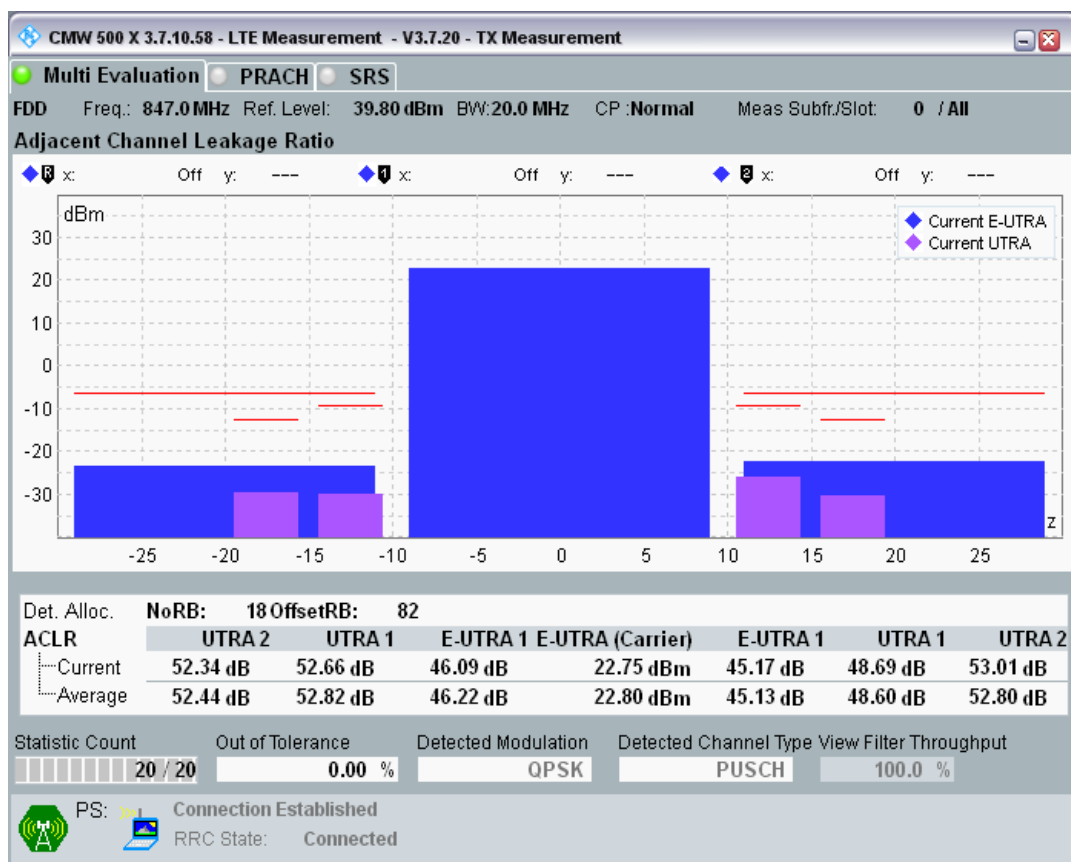 CMW 500 X 3.7.10.58 - LTE Measurement - V3.7.20 - TX Measurement
Multi Evaluation PRACH SRS
FDD Freq.: 847.0 MHz Ref. Level: 39.80 dBm BW:20.0 MHz CP :Normal Meas Subfr./Slot: 0 / All
Adjacent Channel Leakage Ratio
R x: Off y: --- 1 x: Off y: --- 2 x: Off y: ---
dBm
Current E-UTRA
Current UTRA
30
20
10
0
-10
-20
-30
z
-25 -20 -15 -10 -5 0 5 10 15 20 25
Det. Alloc. NoRB: 18 OffsetRB: 82
ACLR UTRA 2 UTRA 1 E-UTRA 1 E-UTRA (Carrier) E-UTRA 1 UTRA 1 UTRA 2
Current 52.34 dB 52.66 dB 46.09 dB 22.75 dBm 45.17 dB 48.69 dB 53.01 dB
Average 52.44 dB 52.82 dB 46.22 dB 22.80 dBm 45.13 dB 48.60 dB 52.80 dB
Statistic Count Out of Tolerance Detected Modulation Detected Channel Type View Filter Throughput
20 / 20 0.00 % QPSK PUSCH 100.0 %
PS: Connection Established
RRC State: Connected